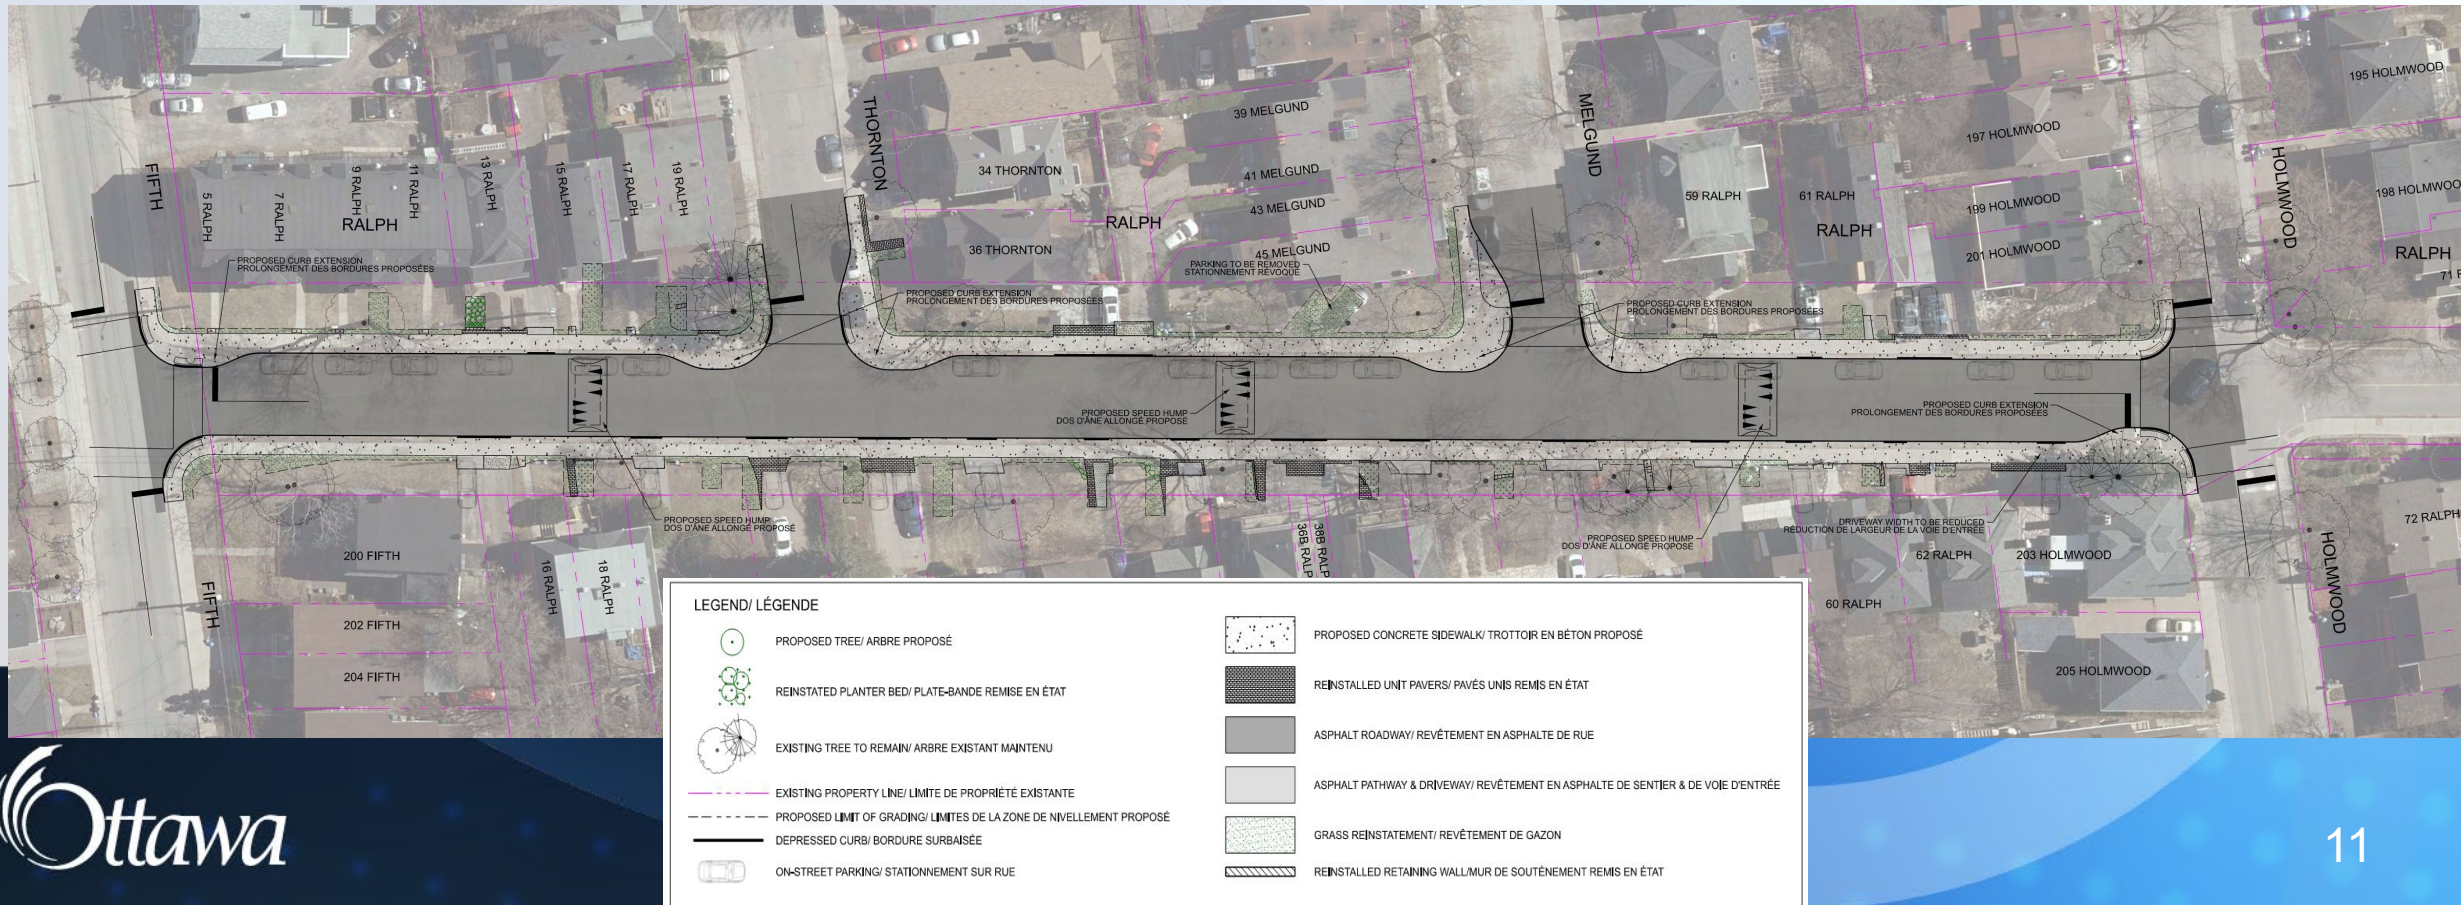 FIFTH
5 RALPH
7 RALPH
9 RALPH
11 RALPH
RALPH
13 RALPH
15 RALPH
17 RALPH
19 RALPH
PROPOSED CURB EXTENSION
PROLONGEMENT DES BORDURES PROPOSÉES
THORNTON
34 THORNTON
36 THORNTON
RALPH
39 MELGUND
41 MELGUND
43 MELGUND
45 MELGUND
PARKING TO BE REMOVED
STATIONNEMENT RÉVOQUÉ
PROPOSED CURB EXTENSION
PROLONGEMENT DES BORDURES PROPOSÉES
MELGUND
59 RALPH
61 RALPH
RALPH
197 HOLMWOOD
199 HOLMWOOD
201 HOLMWOOD
PROPOSED CURB EXTENSION
PROLONGEMENT DES BORDURES PROPOSÉES
HOLMWOOD
195 HOLMWOOD
198 HOLMWOO
RALPH
PROPOSED SPEED HUMP
DOS D'ÂNE ALLONGÉ PROPOSÉ
PROPOSED CURB EXTENSION
PROLONGEMENT DES BORDURES PROPOSÉES
PROPOSED SPEED HUMP
DOS D'ÂNE ALLONGÉ PROPOSÉ
PROPOSED SPEED HUMP
DOS D'ÂNE ALLONGÉ PROPOSÉ
DRIVEWAY WIDTH TO BE REDUCED
RÉDUCTION DE LARGEUR DE LA VOIE D'ENTRÉE
FIFTH
200 FIFTH
202 FIFTH
204 FIFTH
16 RALPH
18 RALPH
36B RALP
38B RALP
60 RALPH
62 RALPH
203 HOLMWOOD
205 HOLMWOOD
HOLMWOOD
72 RALPH
LEGEND/ LÉGENDE
PROPOSED TREE/ ARBRE PROPOSÉ
REINSTATED PLANTER BED/ PLATE-BANDE REMISE EN ÉTAT
EXISTING TREE TO REMAIN/ ARBRE EXISTANT MAINTENU
EXISTING PROPERTY LINE/ LIMITE DE PROPRIÉTÉ EXISTANTE
PROPOSED LIMIT OF GRADING/ LIMITES DE LA ZONE DE NIVELLEMENT PROPOSÉ
DEPRESSED CURB/ BORDURE SURBAISÉE
ON-STREET PARKING/ STATIONNEMENT SUR RUE
PROPOSED CONCRETE SIDEWALK/ TROTTOIR EN BÉTON PROPOSÉ
REINSTALLED UNIT PAVERS/ PAVÉS UNIS REMIS EN ÉTAT
ASPHALT ROADWAY/ REVÊTEMENT EN ASPHALTE DE RUE
ASPHALT PATHWAY & DRIVEWAY/ REVÊTEMENT EN ASPHALTE DE SENTIER & DE VOIE D'ENTRÉE
GRASS REINSTATEMENT/ REVÊTEMENT DE GAZON
REINSTALLED RETAINING WALL/MUR DE SOUTÈNEMENT REMIS EN ÉTAT
Ottawa
11